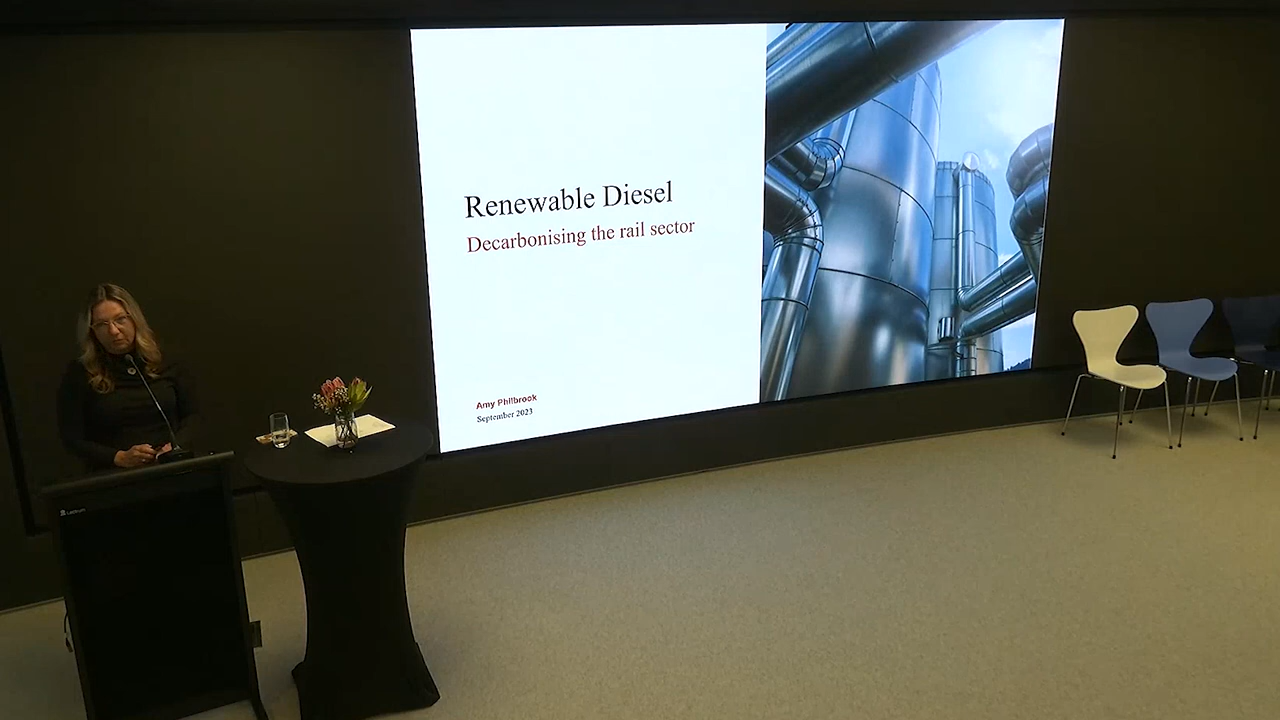 Renewable Diesel
Decarbonising the rail sector
Amy Philbrook
September 2023